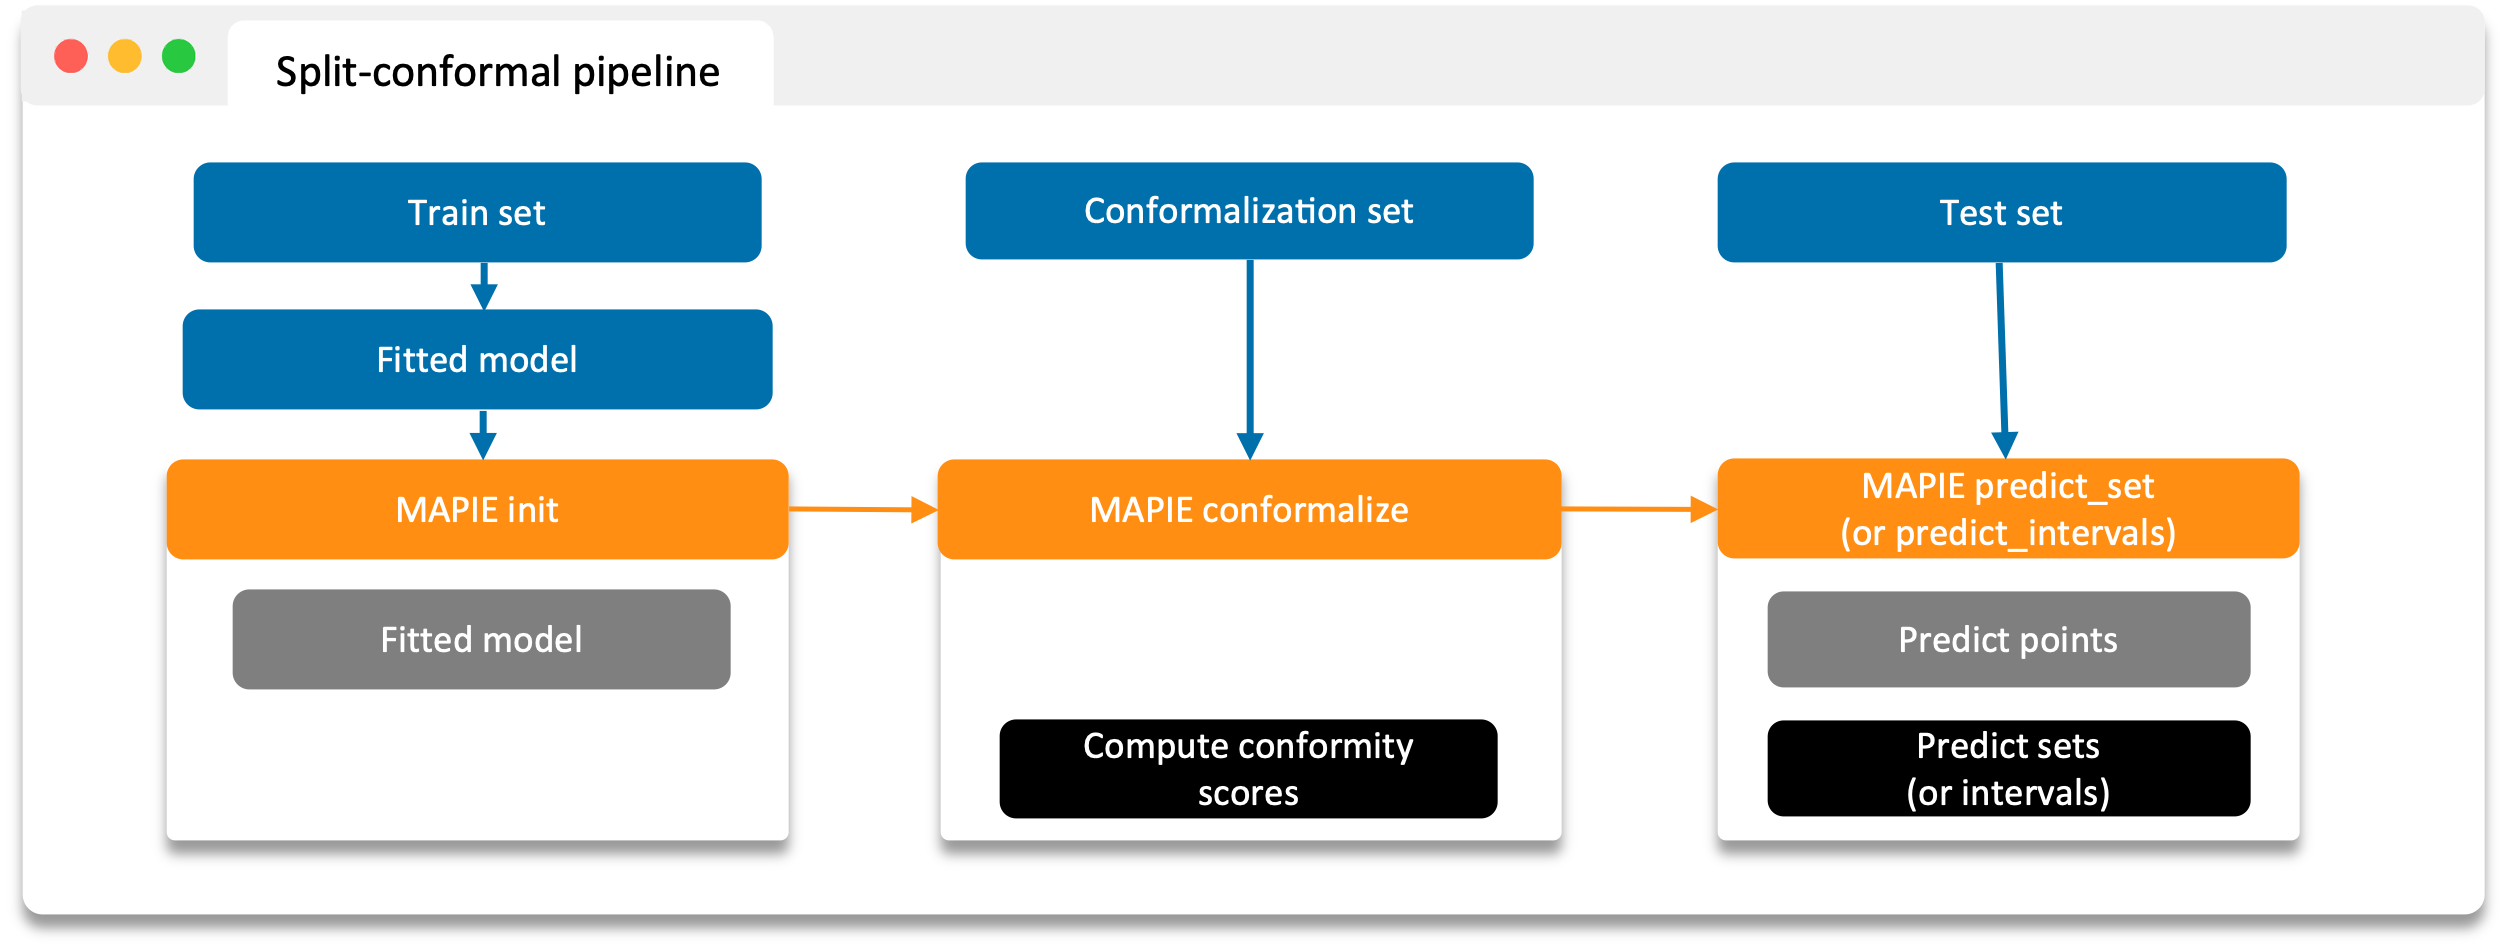 Split-conformal pipeline
Train set
Conformalization set
Test set
Fitted model
MAPIE init
MAPIE conformalize
MAPIE predict_set
(or predict_intervals)
Fitted model
Predict points
Compute conformity
scores
Predict sets
(or intervals)